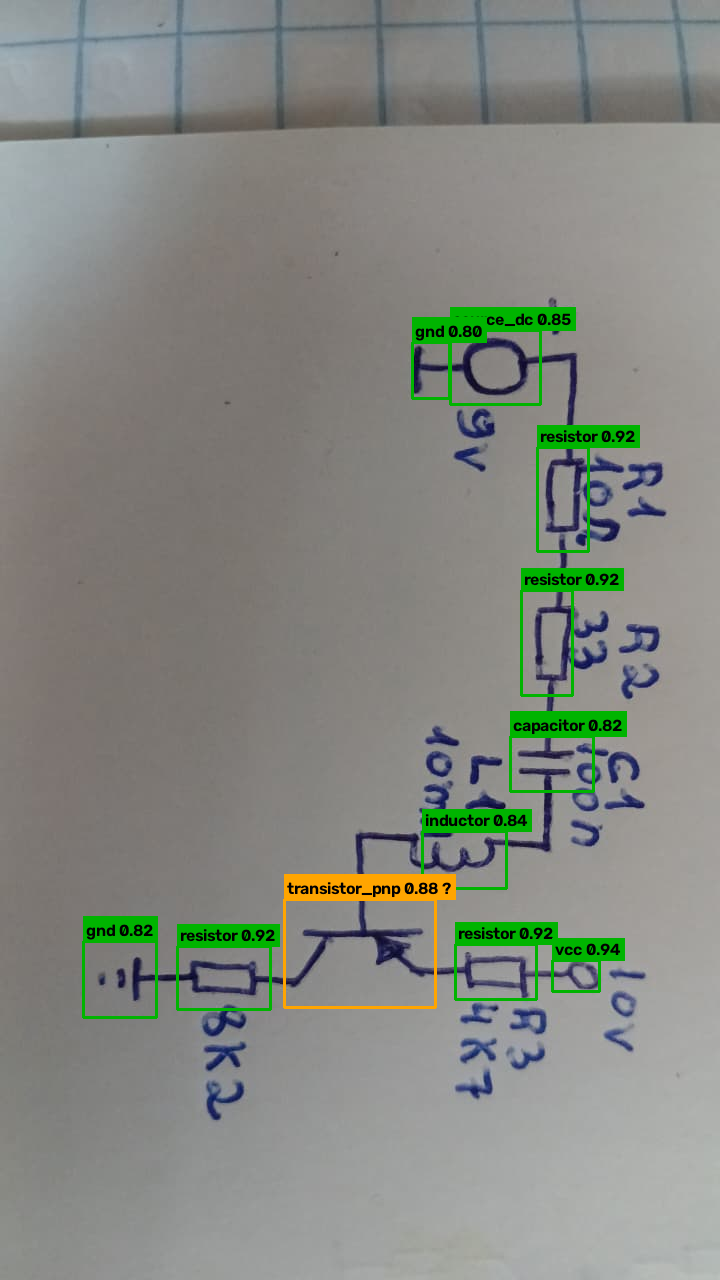 source_dc 0.85
gnd 0.80
9v
resistor 0.92
R1
10Ω
resistor 0.92
R2
33
capacitor 0.82
C1
100n
L1
10m
inductor 0.84
transistor_pnp 0.88 ?
gnd 0.82
resistor 0.92
8K2
resistor 0.92
R3
4K7
vcc 0.94
10v